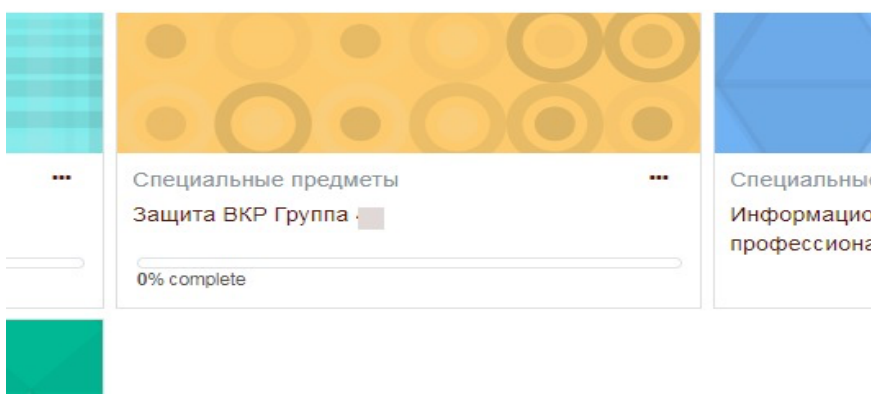 Специальные предметы
Защита ВКР Группа
0% complete
Специальные
Информацио
профессиона